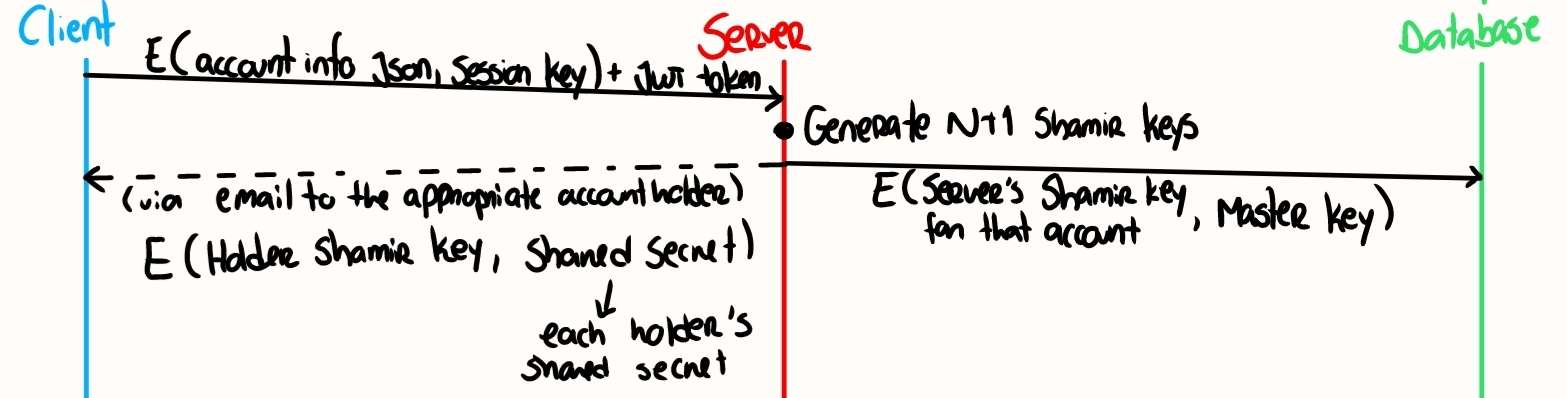 Client
Server
Database
E(account info Json, Session key) + JWT token
Generate N+1 Shamir keys
(via email to the appropriate account holder)
E(Holder Shamir key, Shared secret)
each holder's
shared secret
E(Server's Shamir key, Master key)
for that account